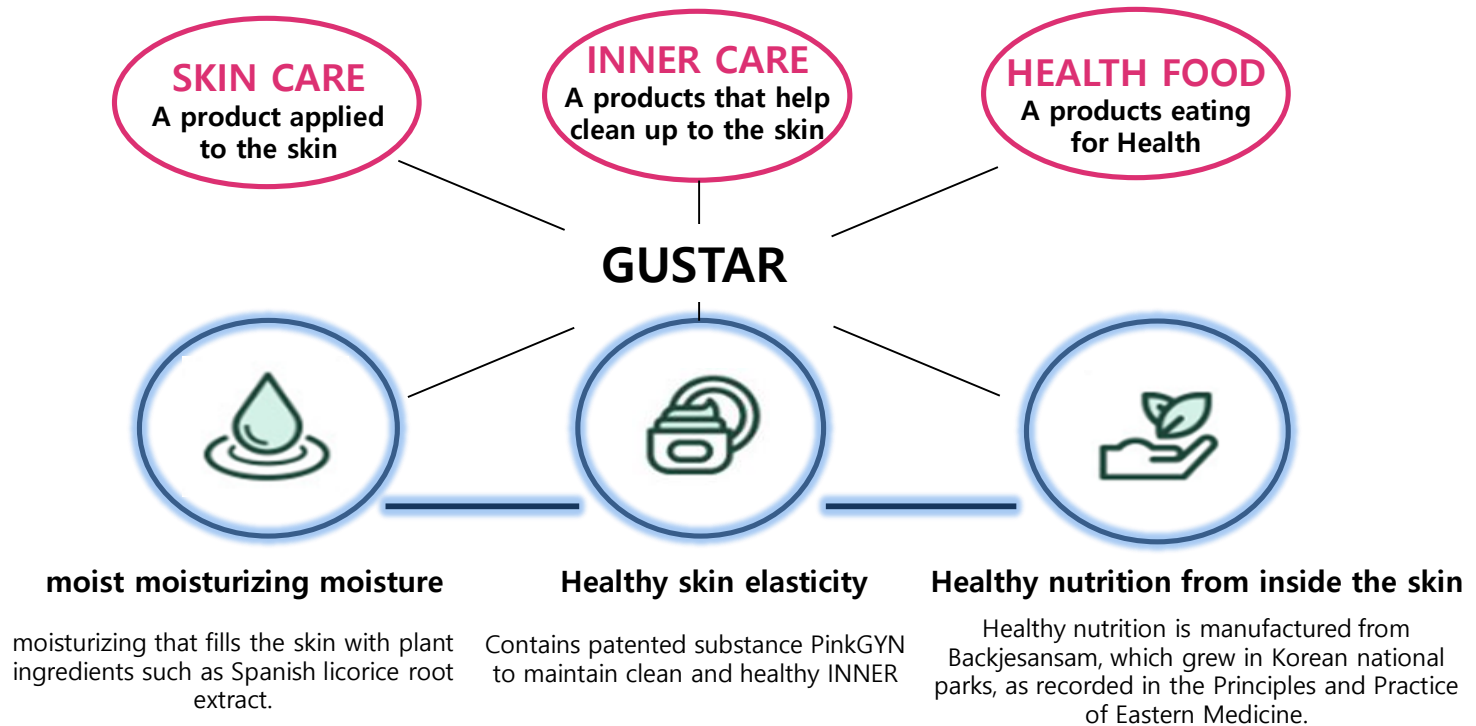 SKIN CARE
A product applied
to the skin
INNER CARE
A products that help
clean up to the skin
HEALTH FOOD
A products eating
for Health
GUSTAR
moist moisturizing moisture
moisturizing that fills the skin with plant
ingredients such as Spanish licorice root
extract.
Healthy skin elasticity
Contains patented substance PinkGYN
to maintain clean and healthy INNER
Healthy nutrition from inside the skin
Healthy nutrition is manufactured from
Backjesansam, which grew in Korean national
parks, as recorded in the Principles and Practice
of Eastern Medicine.